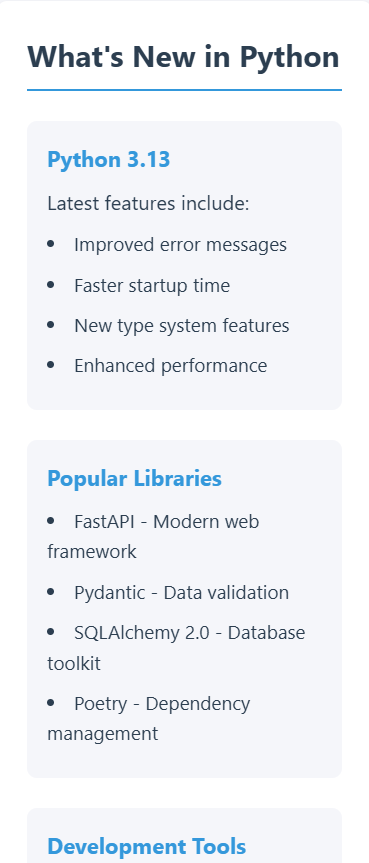 What's New in Python
Python 3.13
Latest features include:
• Improved error messages
• Faster startup time
• New type system features
• Enhanced performance
Popular Libraries
• FastAPI - Modern web
framework
• Pydantic - Data validation
• SQLAlchemy 2.0 - Database
toolkit
• Poetry - Dependency
management
Development Tools